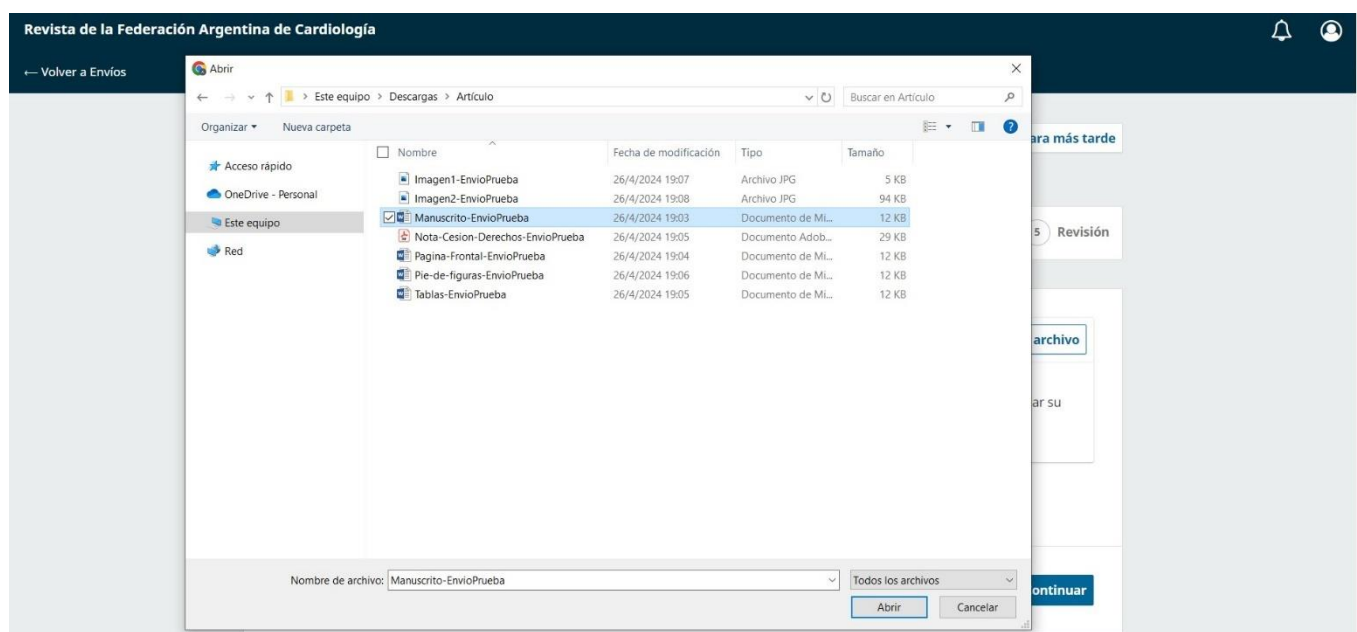 Revista de la Federación Argentina de Cardiología
← Volver a Envíos
Abrir
Este equipo > Descargas > Artículo
Buscar en Artículo
Organizar
Nueva carpeta
ara más tarde
Nombre Fecha de modificación Tipo Tamaño
Acceso rápido
OneDrive - Personal
Este equipo
Red
Imagen1-EnvioPrueba 26/4/2024 19:07 Archivo JPG 5 KB
Imagen2-EnvioPrueba 26/4/2024 19:08 Archivo JPG 94 KB
Manuscrito-EnvioPrueba 26/4/2024 19:03 Documento de Mi... 12 KB
Nota-Cesion-Derechos-EnvioPrueba 26/4/2024 19:05 Documento Adob... 29 KB
Pagina-Frontal-EnvioPrueba 26/4/2024 19:04 Documento de Mi... 12 KB
Pie-de-figuras-EnvioPrueba 26/4/2024 19:06 Documento de Mi... 12 KB
Tablas-EnvioPrueba 26/4/2024 19:05 Documento de Mi... 12 KB
5 Revisión
archivo
ar su
Nombre de archivo: Manuscrito-EnvioPrueba
Todos los archivos
Abrir
Cancelar
ontinuar